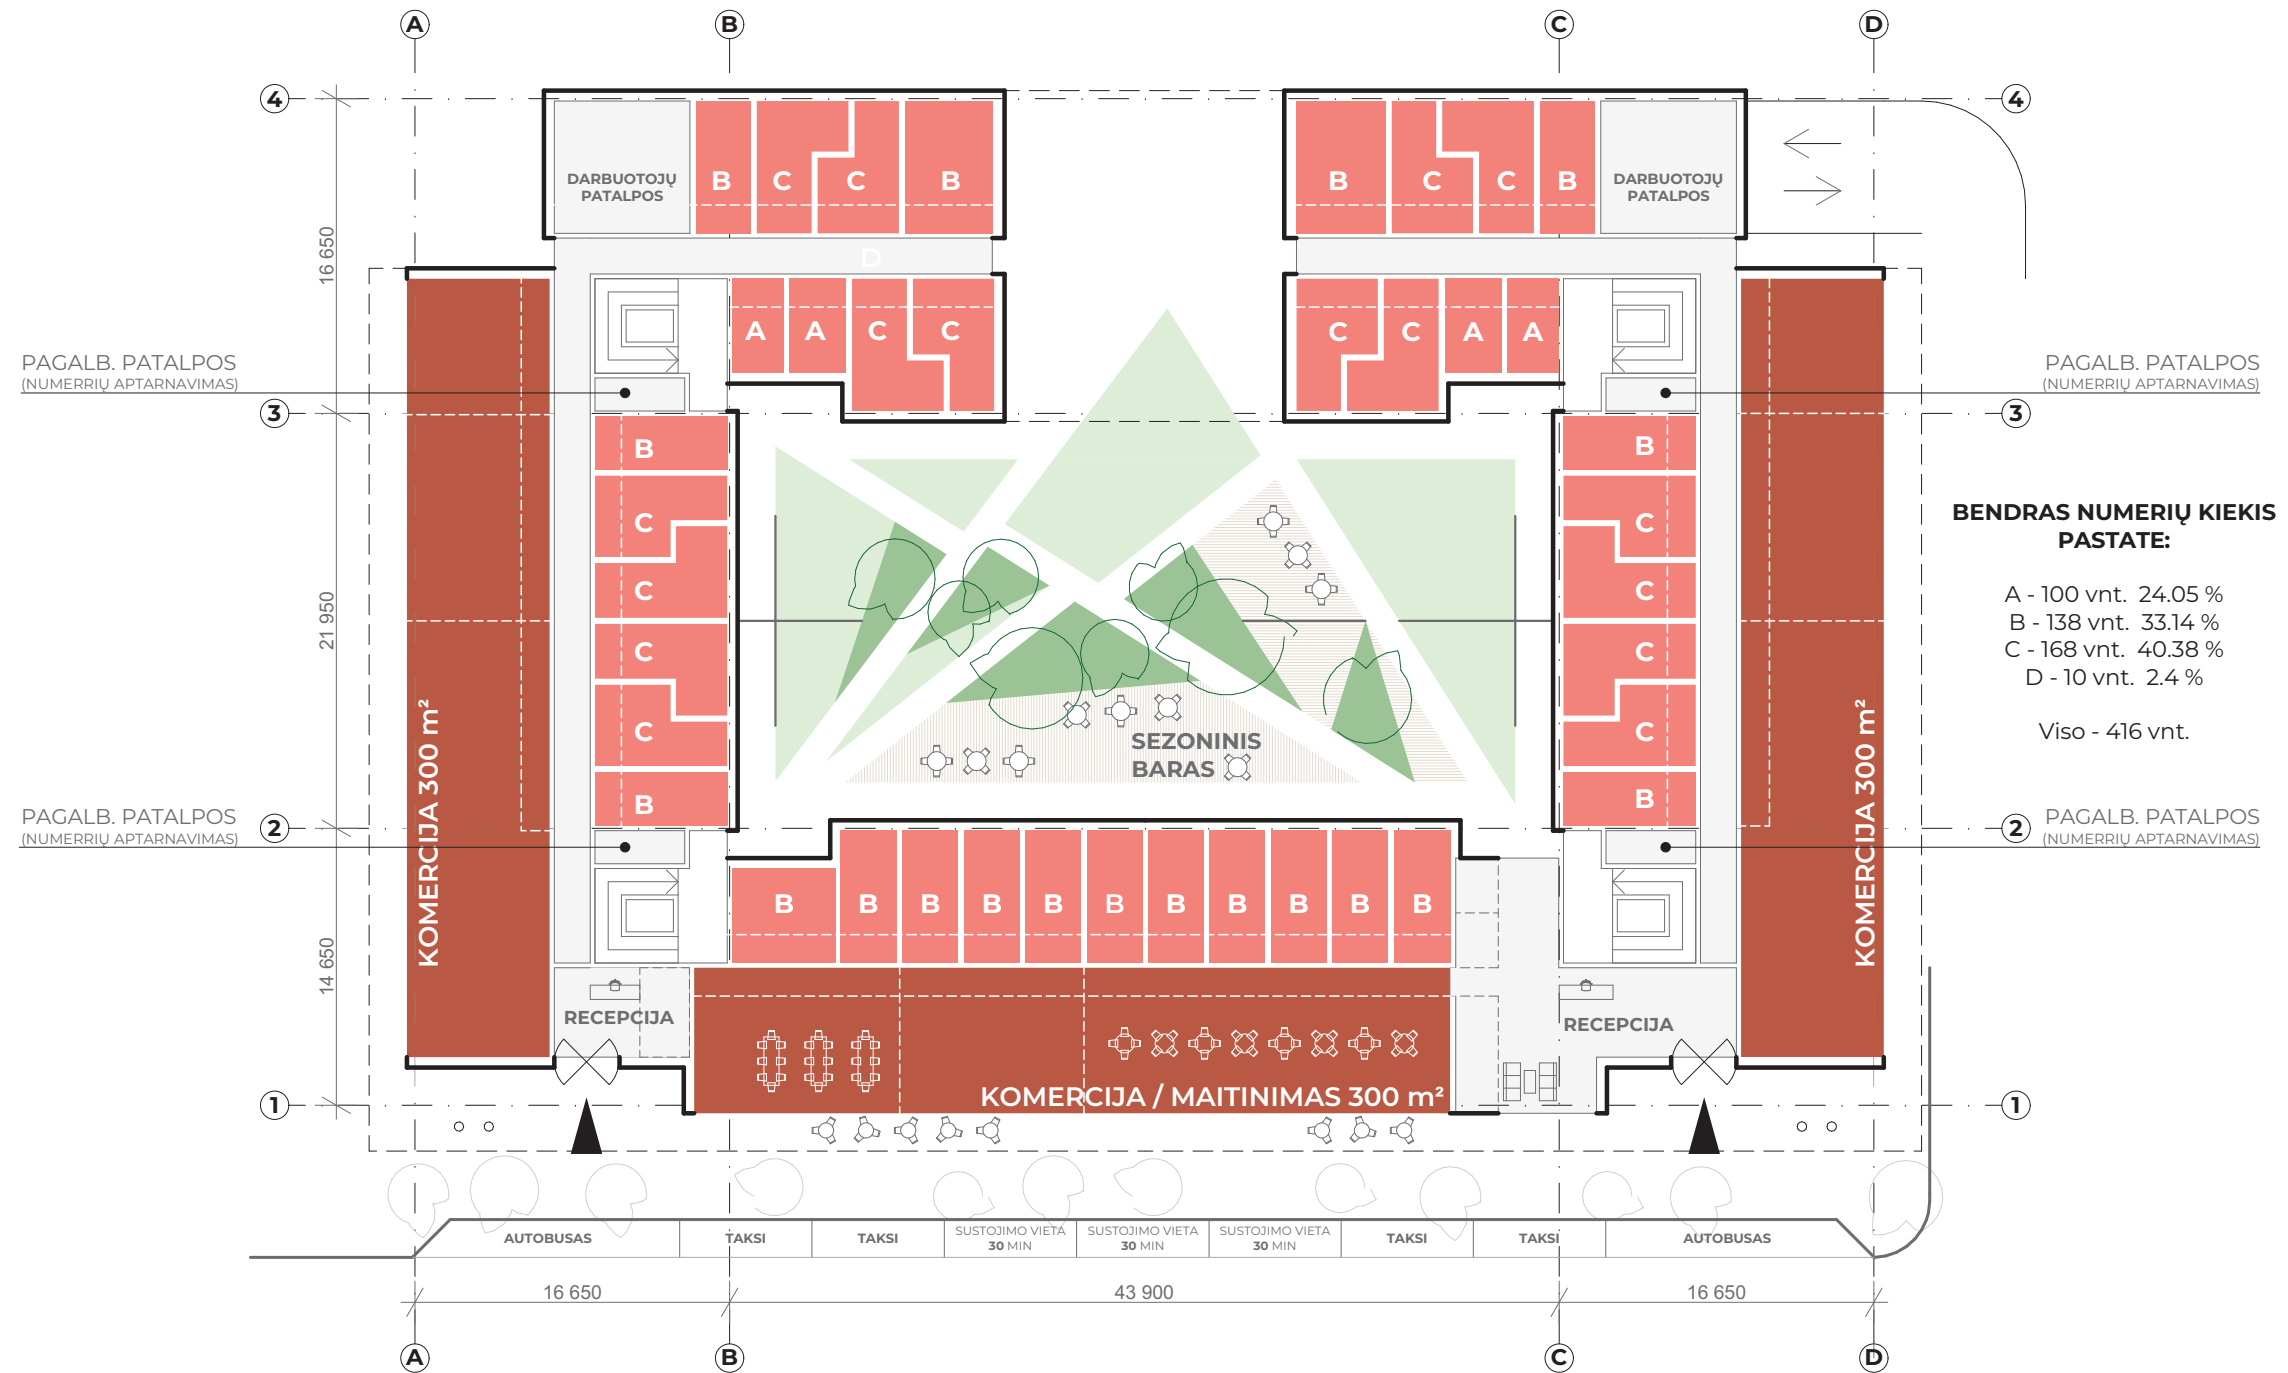 A B C D
4 4
DARBUOTOJŲ
PATALPOS
B C C B
B C C B
DARBUOTOJŲ
PATALPOS
16 650
D
A A C C
C C A A
PAGALB. PATALPOS
(NUMERRIŲ APTARNAVIMAS)
PAGALB. PATALPOS
(NUMERRIŲ APTARNAVIMAS)
3 3
B
C
C
C
C
B
B
C
C
C
C
B
21 950
KOMERCIJA 300 m²
KOMERCIJA 300 m²
SEZONINIS
BARAS
BENDRAS NUMERIŲ KIEKIS
PASTATE:
A - 100 vnt. 24.05 %
B - 138 vnt. 33.14 %
C - 168 vnt. 40.38 %
D - 10 vnt. 2.4 %
Viso - 416 vnt.
PAGALB. PATALPOS
(NUMERRIŲ APTARNAVIMAS)
PAGALB. PATALPOS
(NUMERRIŲ APTARNAVIMAS)
2 2
B B B B B B B B B B B
14 650
RECEPCIJA
RECEPCIJA
KOMERCIJA / MAITINIMAS 300 m²
1 1
AUTOBUSAS
TAKSI
TAKSI
SUSTOJIMO VIETA
30 MIN
SUSTOJIMO VIETA
30 MIN
SUSTOJIMO VIETA
30 MIN
TAKSI
TAKSI
AUTOBUSAS
16 650 43 900 16 650
A B C D